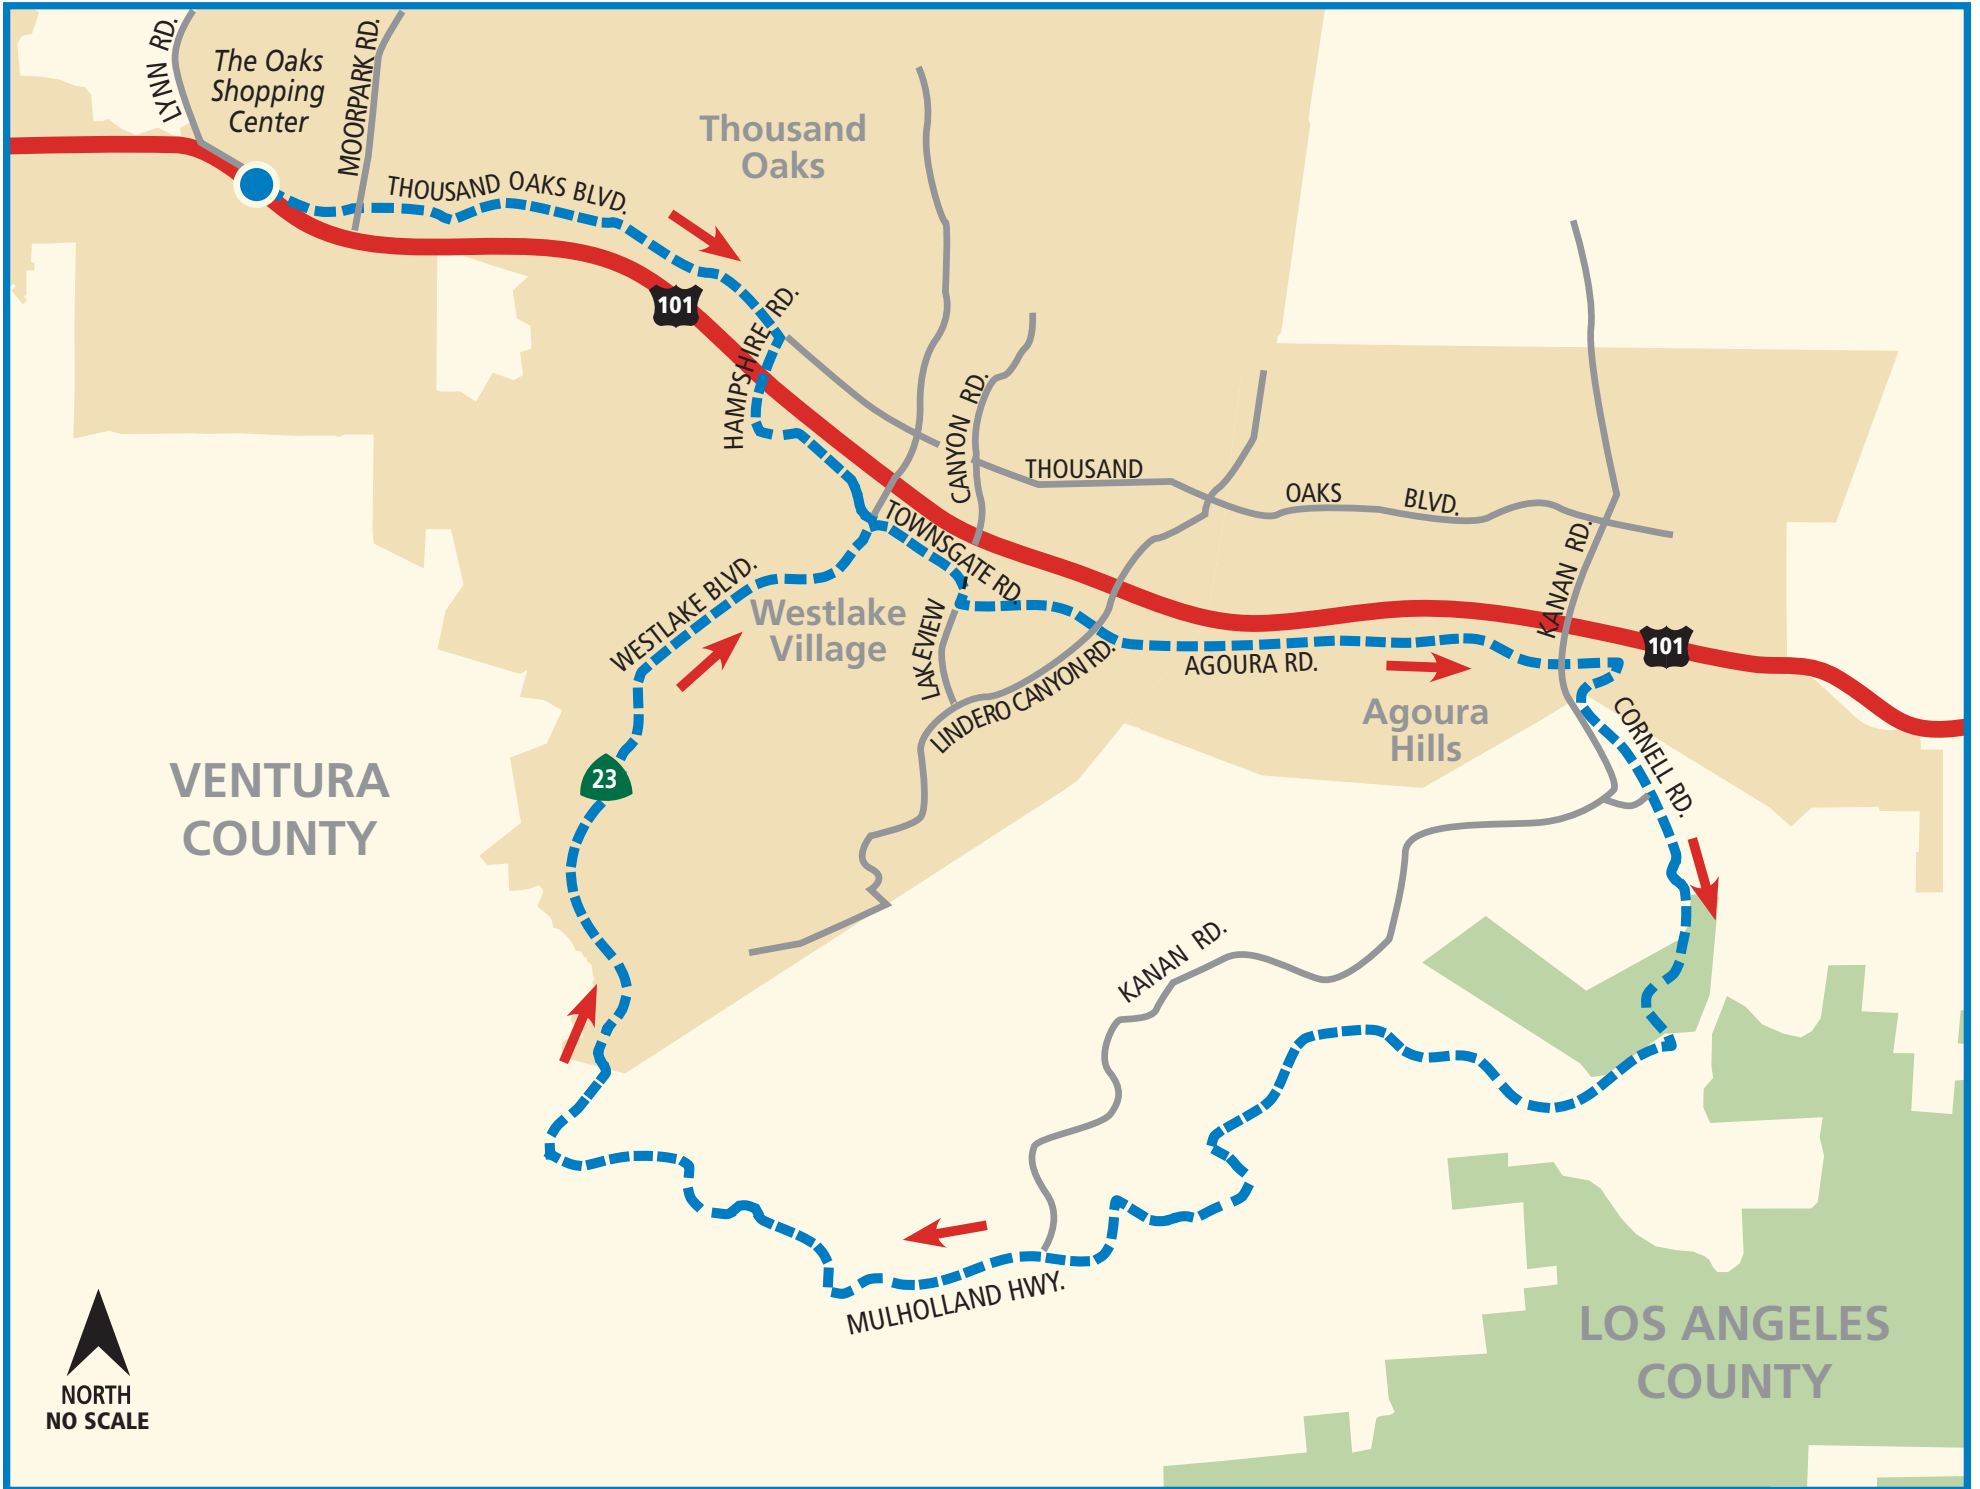 LYNN RD.
The Oaks
Shopping
Center
MOORPARK RD.
THOUSAND OAKS BLVD.
Thousand
Oaks
101
HAMPSHIRE RD.
CANYON RD.
THOUSAND OAKS BLVD.
TOWNSGATE RD.
KANAN RD.
WESTLAKE BLVD.
Westlake
Village
LAKEVIEW
LINDERO CANYON RD.
AGOURA RD.
101
Agoura
Hills
CORNELL RD.
VENTURA
COUNTY
23
KANAN RD.
MULHOLLAND HWY.
LOS ANGELES
COUNTY
NORTH
NO SCALE